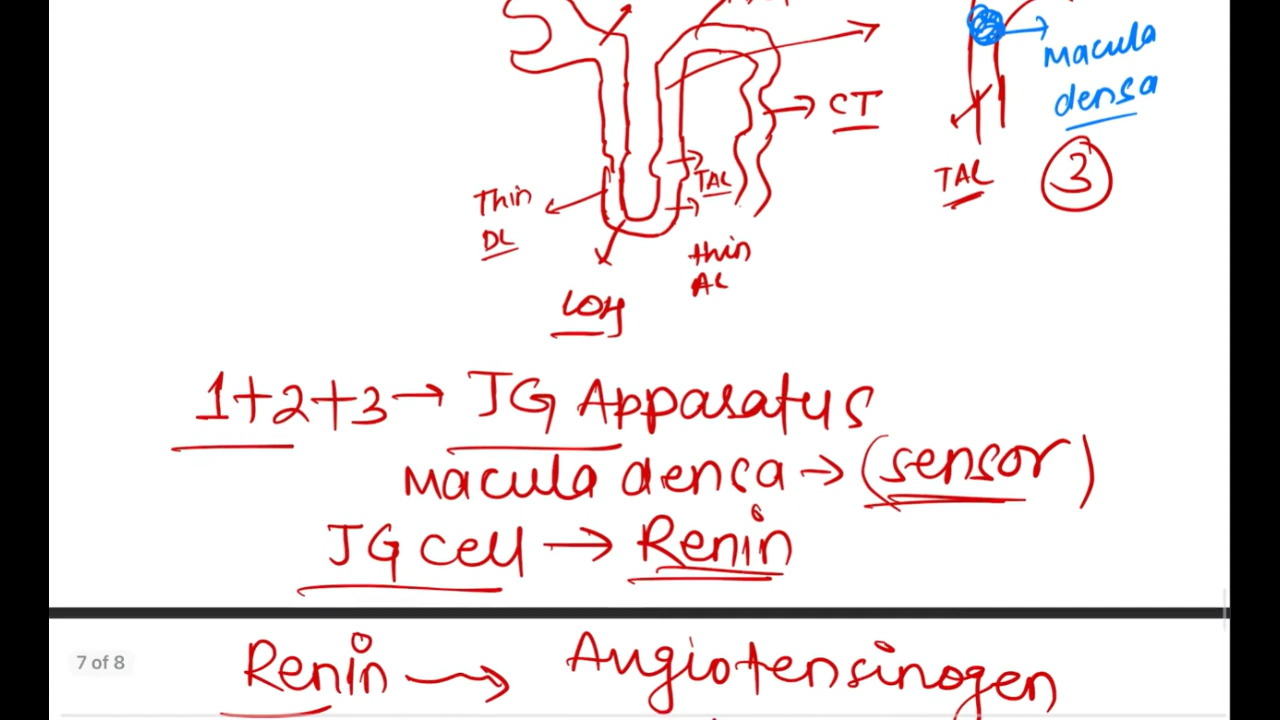 Macula
densa
CT
TAL
3
TAL
Thin
DL
thin
AL
LOH
1+2+3 → JG Apparatus
Macula densa → (sensor)
JG cell → Renin
7 of 8
Renin → Angiotensinogen